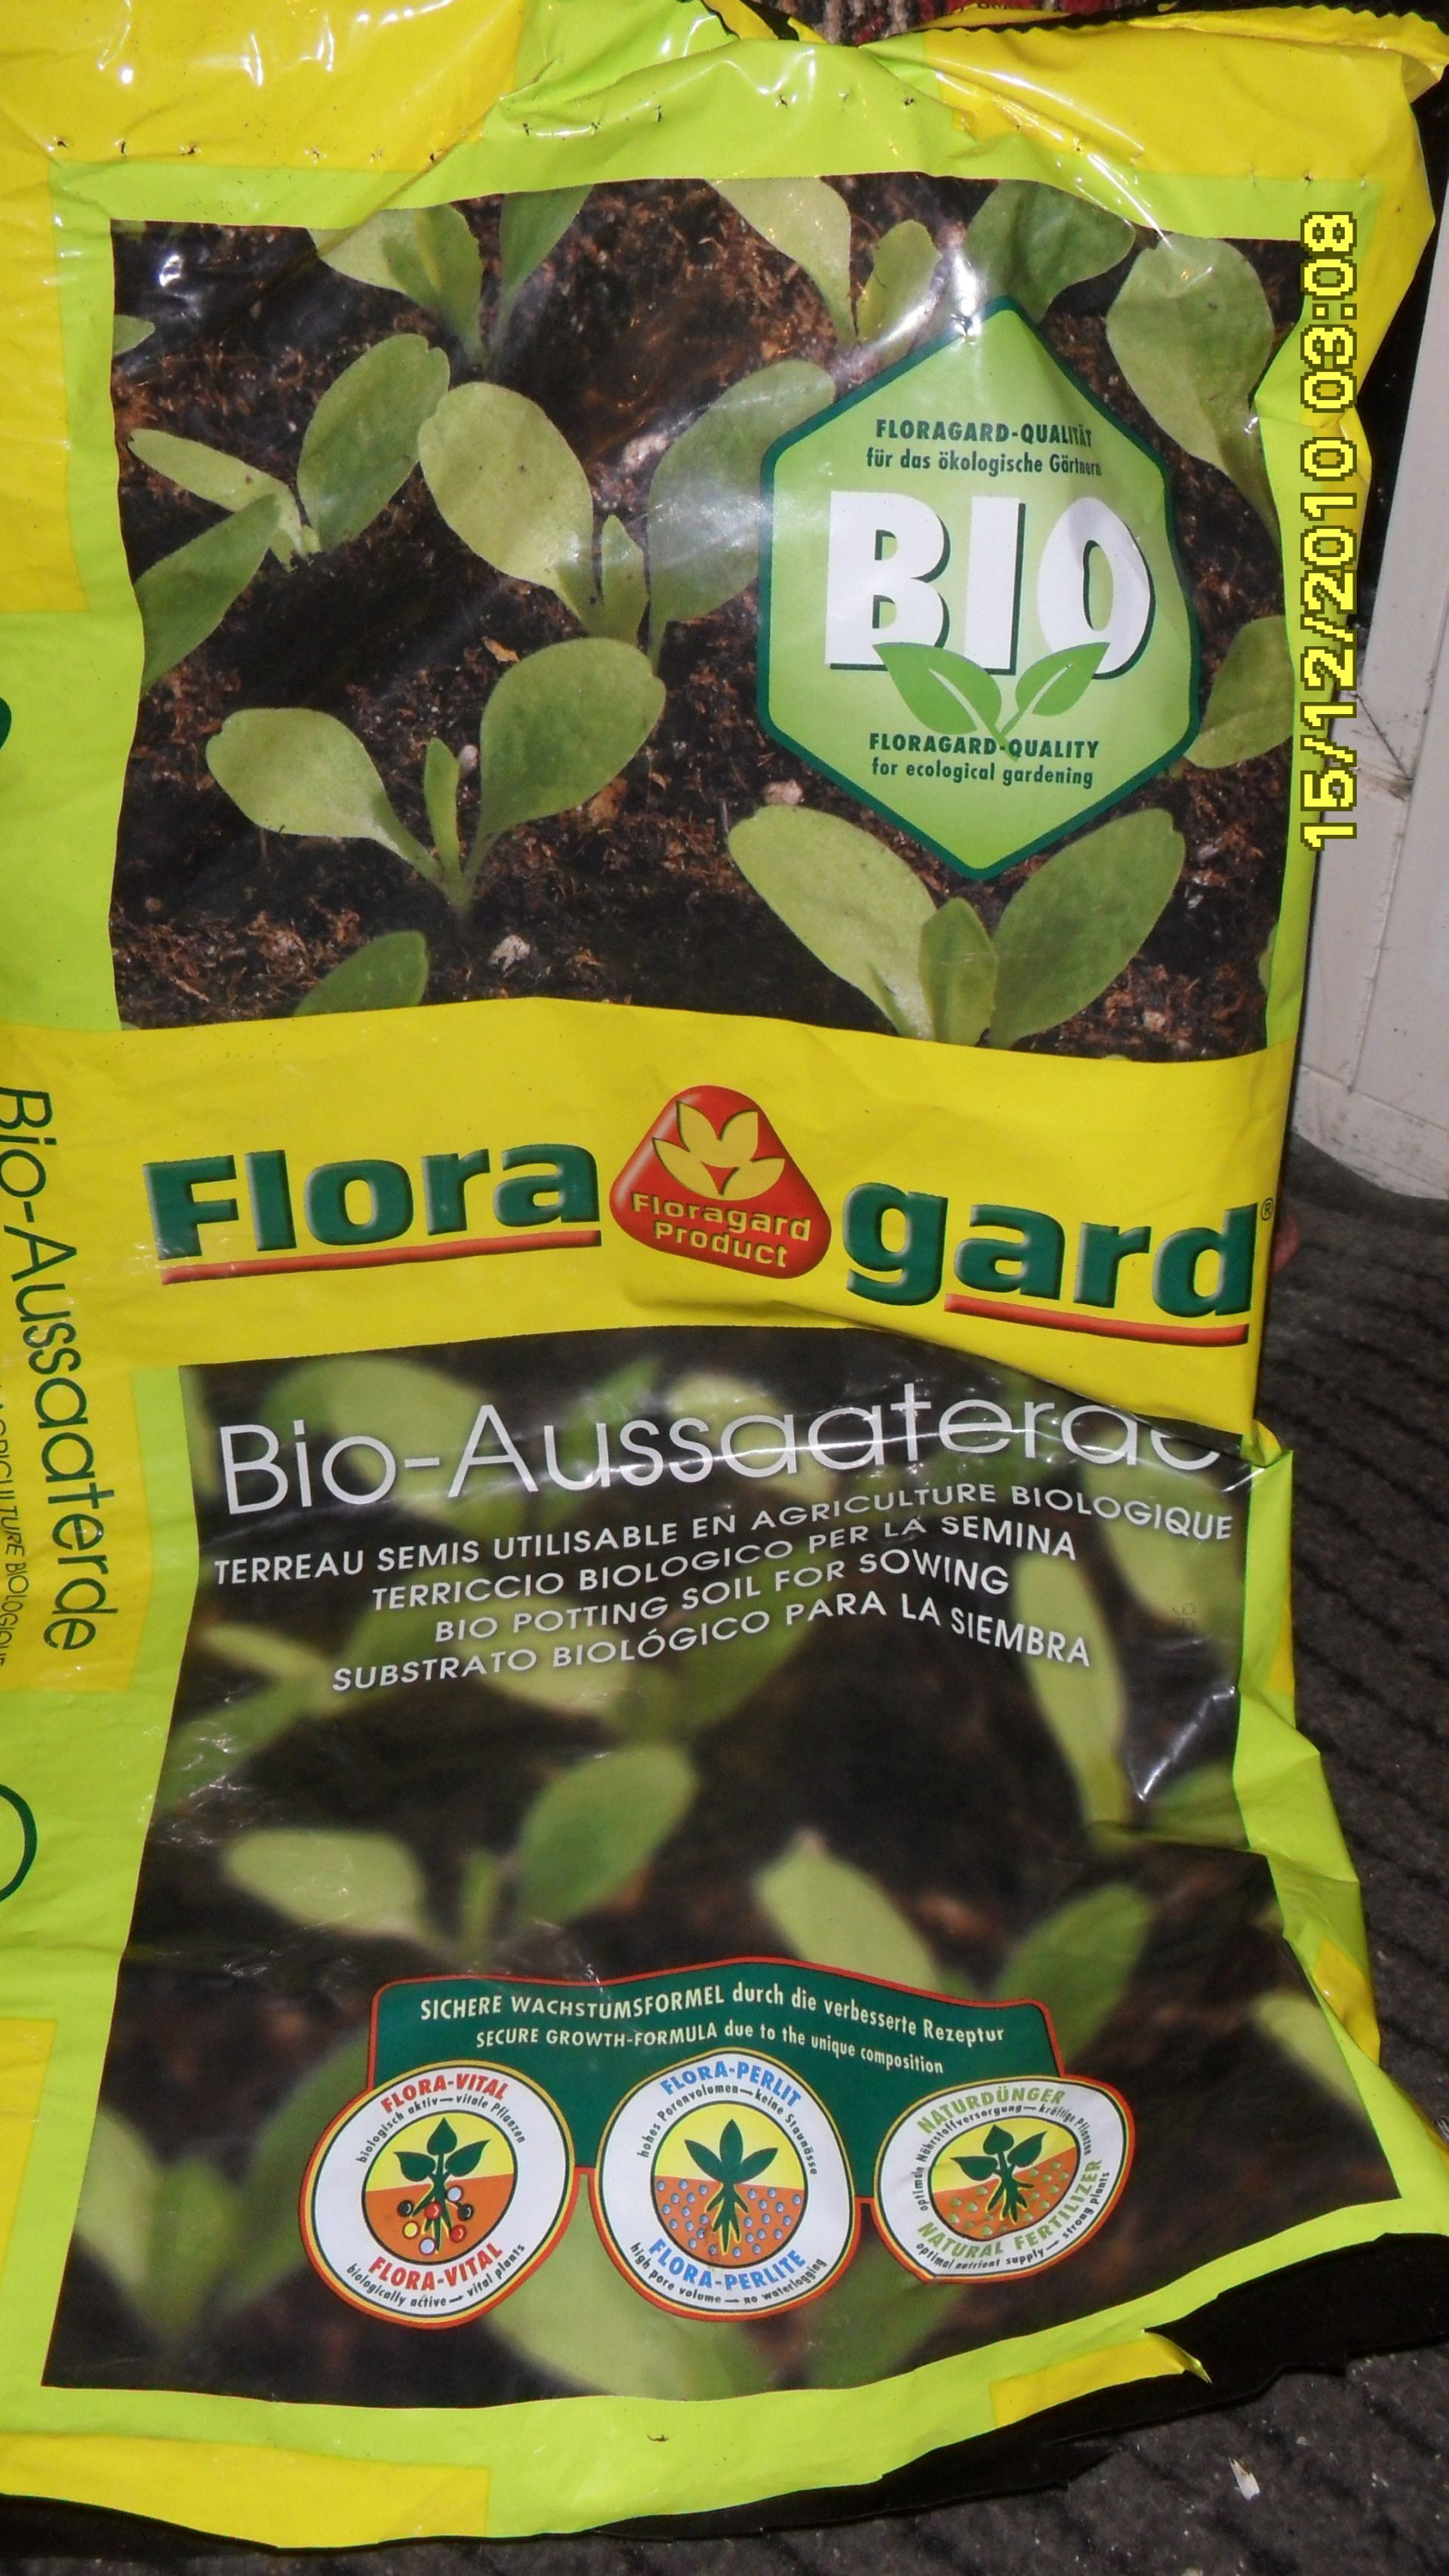 15/12/2010 03:08
FLORAGARD-QUALITÄT
für das ökologische Gärtnern
BIO
FLORAGARD-QUALITY
for ecological gardening
Flora gard®
Floragard
Product
Bio-Aussaaterde
TERREAU SEMIS UTILISABLE EN AGRICULTURE BIOLOGIQUE
TERRICCIO BIOLOGICO PER LA SEMINA
BIO POTTING SOIL FOR SOWING
SUBSTRATO BIOLÓGICO PARA LA SIEMBRA
Bio-Aussaaterde
BIOLOGIQUE
SICHERE WACHSTUMSFORMEL durch die verbesserte Rezeptur
SECURE GROWTH-FORMULA due to the unique composition
FLORA-VITAL
biologisch aktiv—vitale Pflanzen
FLORA-VITAL
biologically active—vital plants
FLORA-PERLIT
hohes Porenvolumen—keine Staunässe
FLORA-PERLITE
high pore volume—no waterlogging
NATURDÜNGER
optimale Nährstoffversorgung—kräftige Pflanzen
NATURAL FERTILIZER
optimal nutrient supply—strong plants